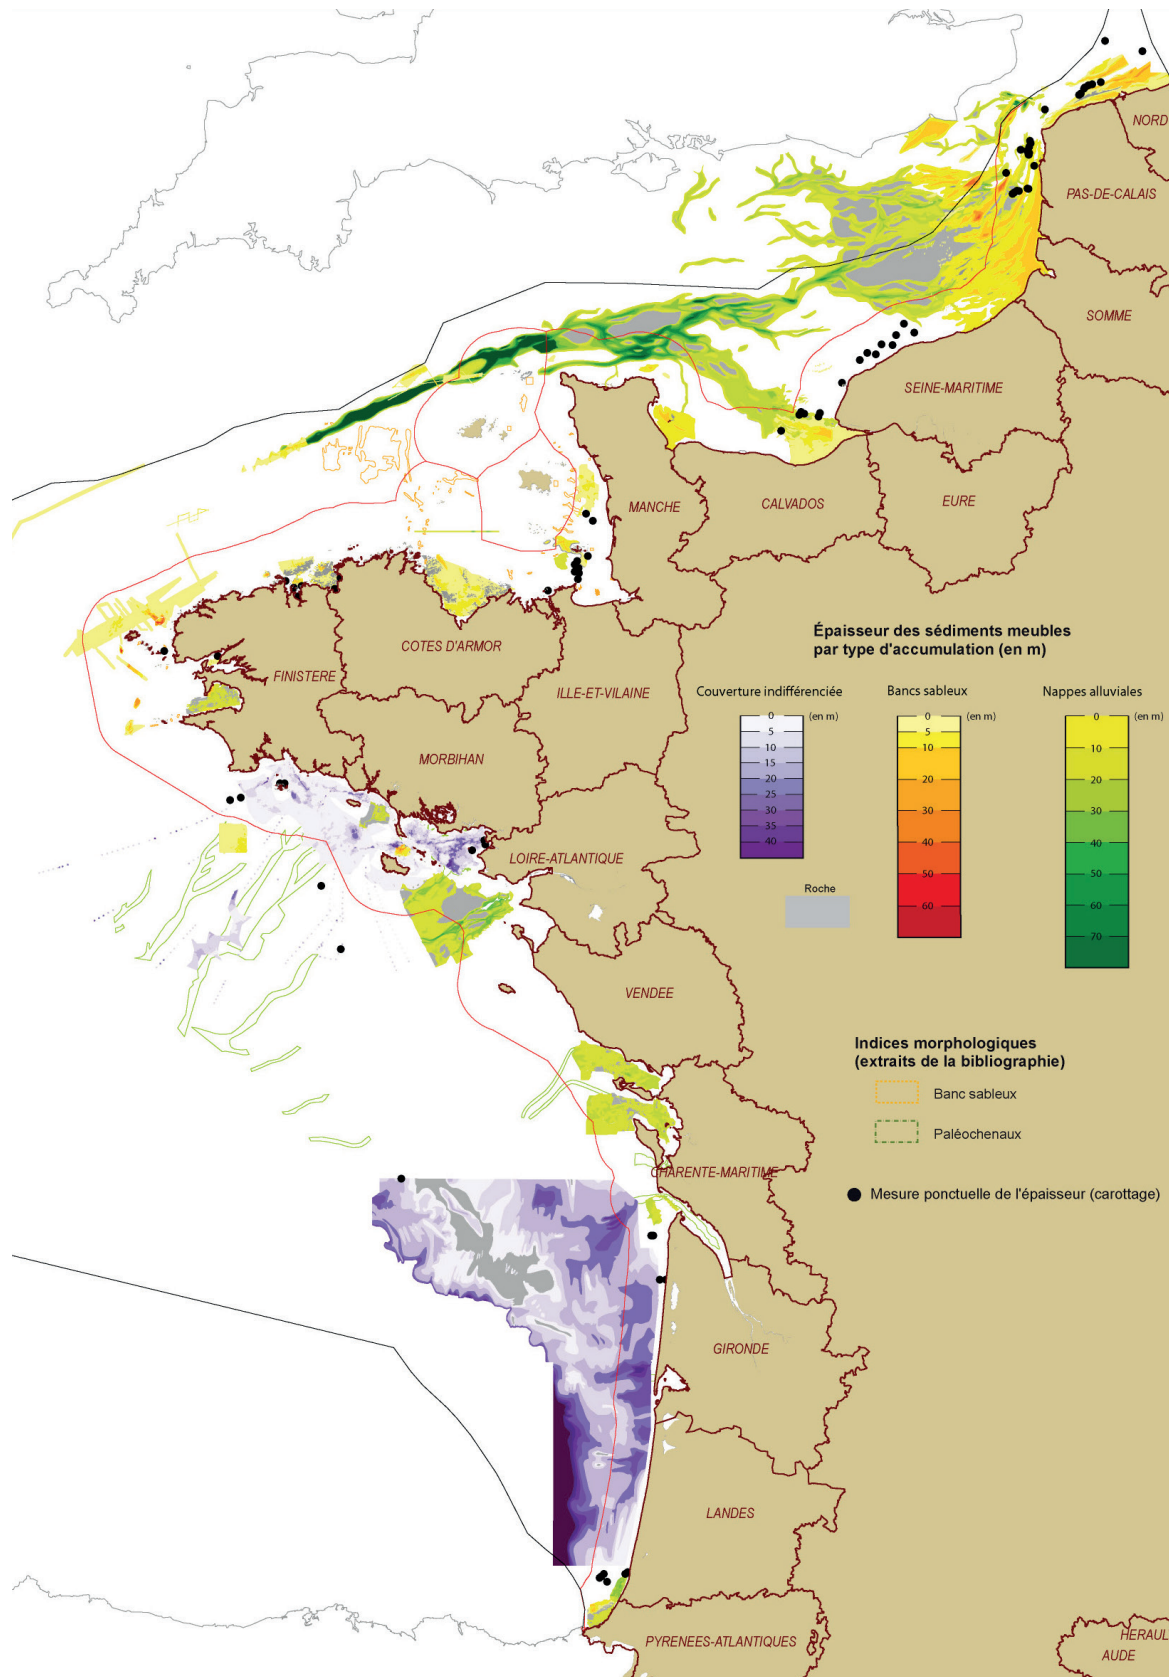 NORD
PAS-DE-CALAIS
SOMME
SEINE-MARITIME
EURE
CALVADOS
MANCHE
COTES D'ARMOR
FINISTERE
ILLE-ET-VILAINE
MORBIHAN
LOIRE-ATLANTIQUE
VENDEE
CHARENTE-MARITIME
GIRONDE
LANDES
PYRENEES-ATLANTIQUES
HERAUL
AUDE
Épaisseur des sédiments meubles
par type d'accumulation (en m)
Couverture indifférenciée
0 (en m)
5
10
15
20
25
30
35
40
Bancs sableux
0 (en m)
5
10
20
30
40
50
60
Nappes alluviales
0 (en m)
10
20
30
40
50
60
70
Roche
Indices morphologiques
(extraits de la bibliographie)
Banc sableux
Paléochenaux
Mesure ponctuelle de l'épaisseur (carottage)